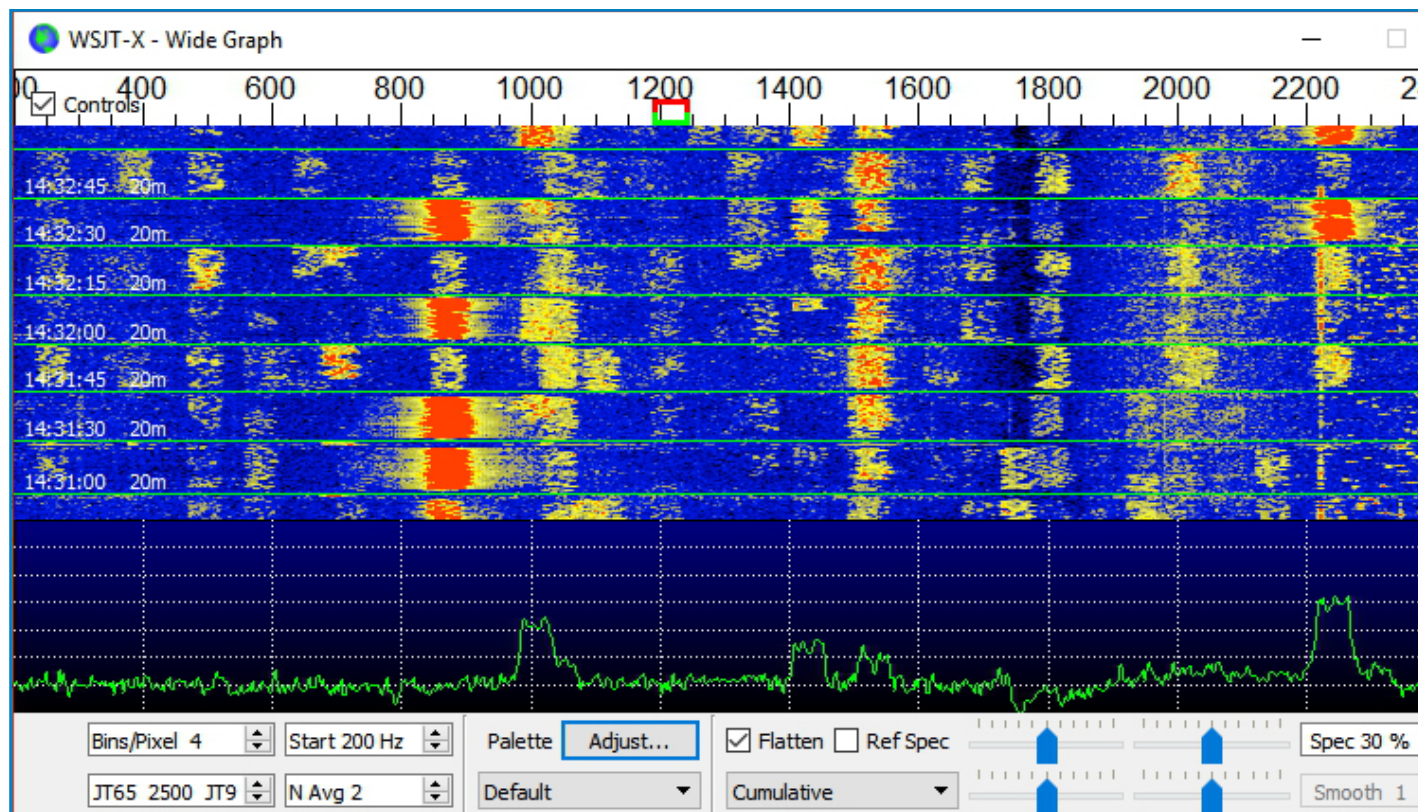 WSJT-X - Wide Graph
00 400 600 800 1000 1200 1400 1600 1800 2000 2200 24
Controls
14:32:45 20m
14:32:30 20m
14:32:15 20m
14:32:00 20m
14:31:45 20m
14:31:30 20m
14:31:00 20m
Bins/Pixel 4 Start 200 Hz Palette Adjust... Flatten Ref Spec Spec 30 %
JT65 2500 JT9 N Avg 2 Default Cumulative Smooth 1